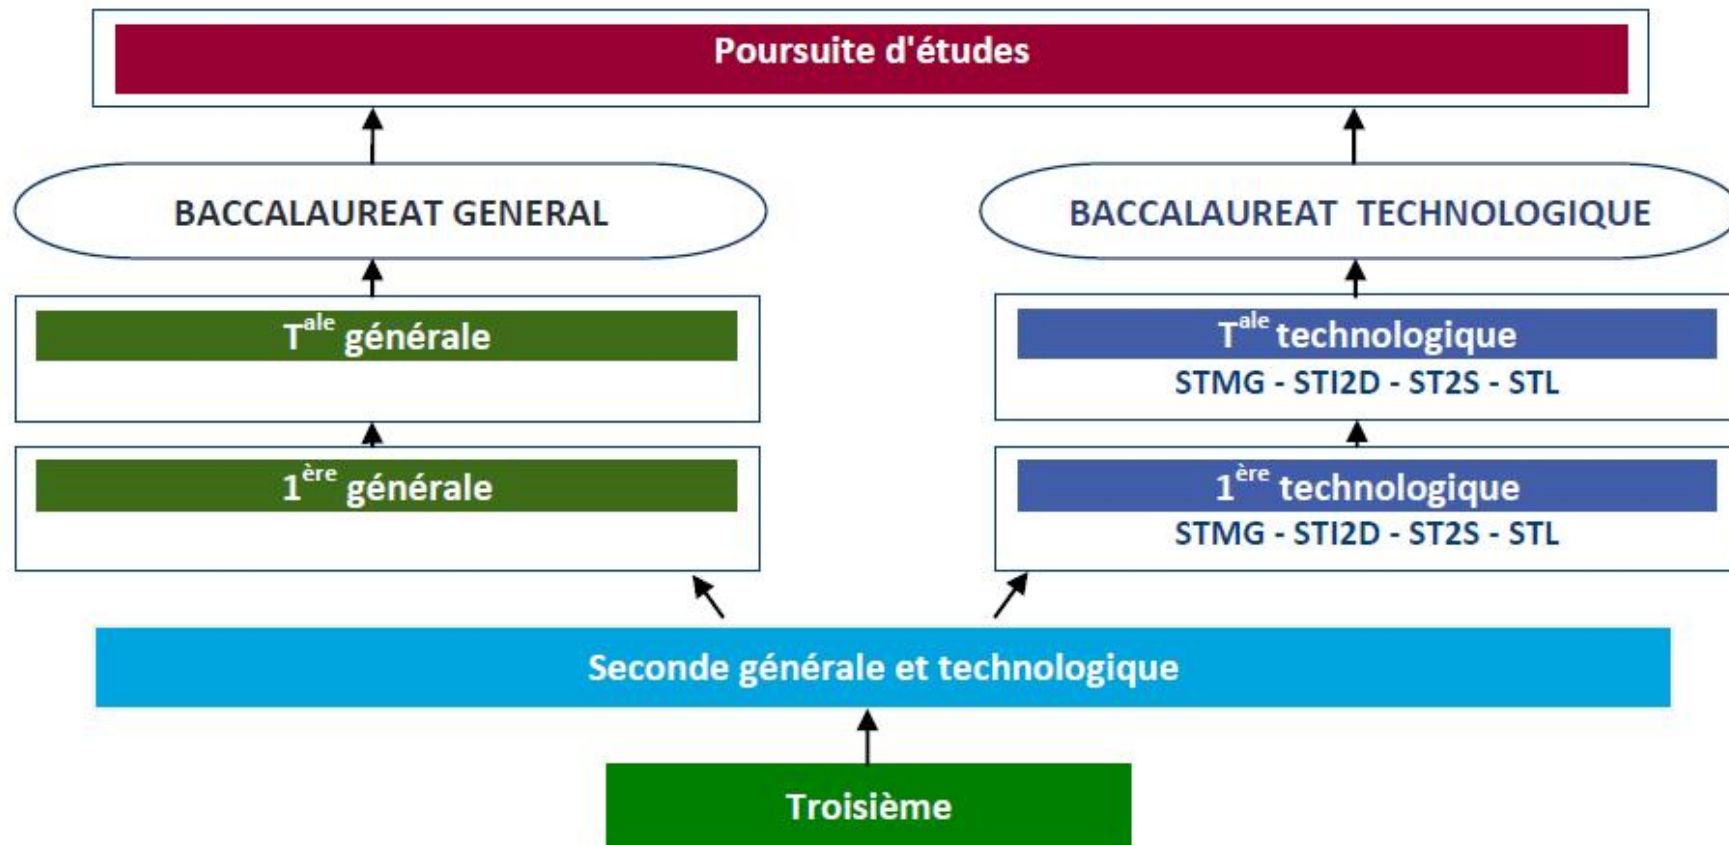 Poursuite d'études
BACCALAUREAT GENERAL
BACCALAUREAT TECHNOLOGIQUE
Tale générale
Tale technologique
STMG - STI2D - ST2S - STL
1ère générale
1ère technologique
STMG - STI2D - ST2S - STL
Seconde générale et technologique
Troisième